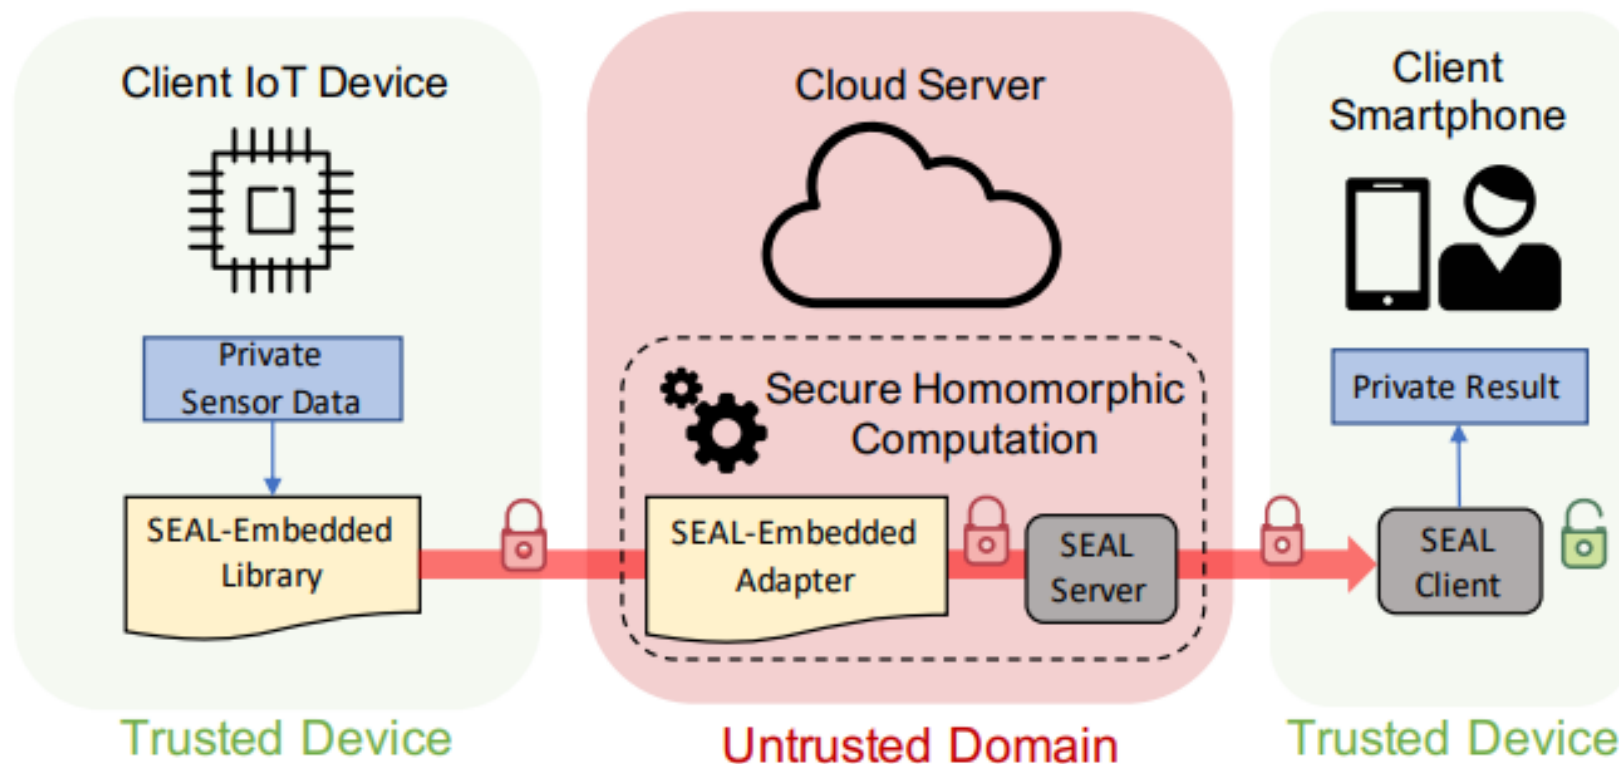 Client IoT Device
Private
Sensor Data
SEAL-Embedded
Library
Trusted Device
Cloud Server
Secure Homomorphic
Computation
SEAL-Embedded
Adapter
SEAL
Server
Untrusted Domain
Client
Smartphone
Private Result
SEAL
Client
Trusted Device